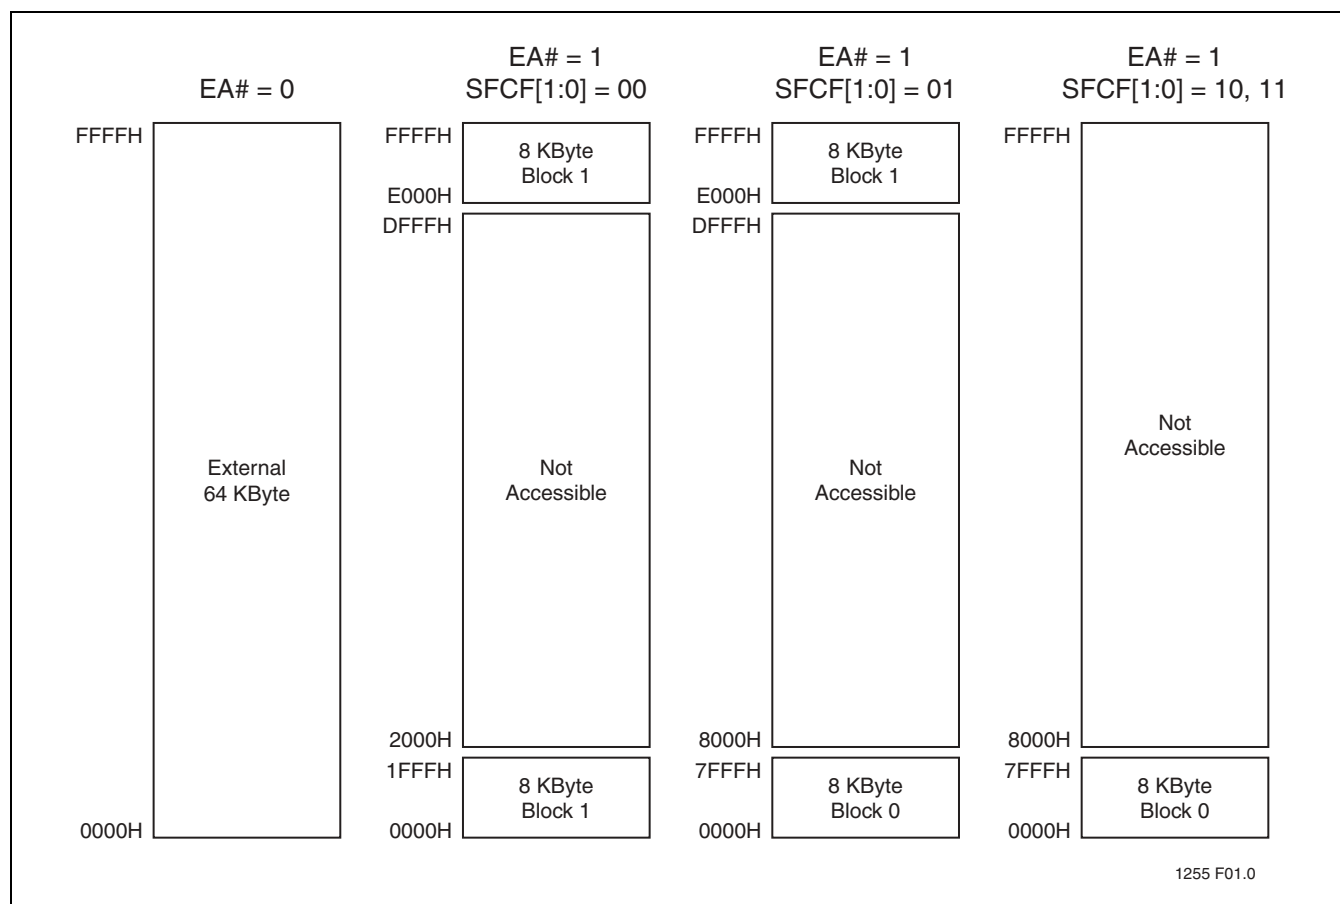 EA# = 0
FFFFH
External
64 KByte
0000H
EA# = 1
SFCF[1:0] = 00
FFFFH
8 KByte
Block 1
E000H
DFFFH
Not
Accessible
2000H
1FFFH
8 KByte
Block 1
0000H
EA# = 1
SFCF[1:0] = 01
FFFFH
8 KByte
Block 1
E000H
DFFFH
Not
Accessible
8000H
7FFFH
8 KByte
Block 0
0000H
EA# = 1
SFCF[1:0] = 10, 11
FFFFH
Not
Accessible
8000H
7FFFH
8 KByte
Block 0
0000H
1255 F01.0